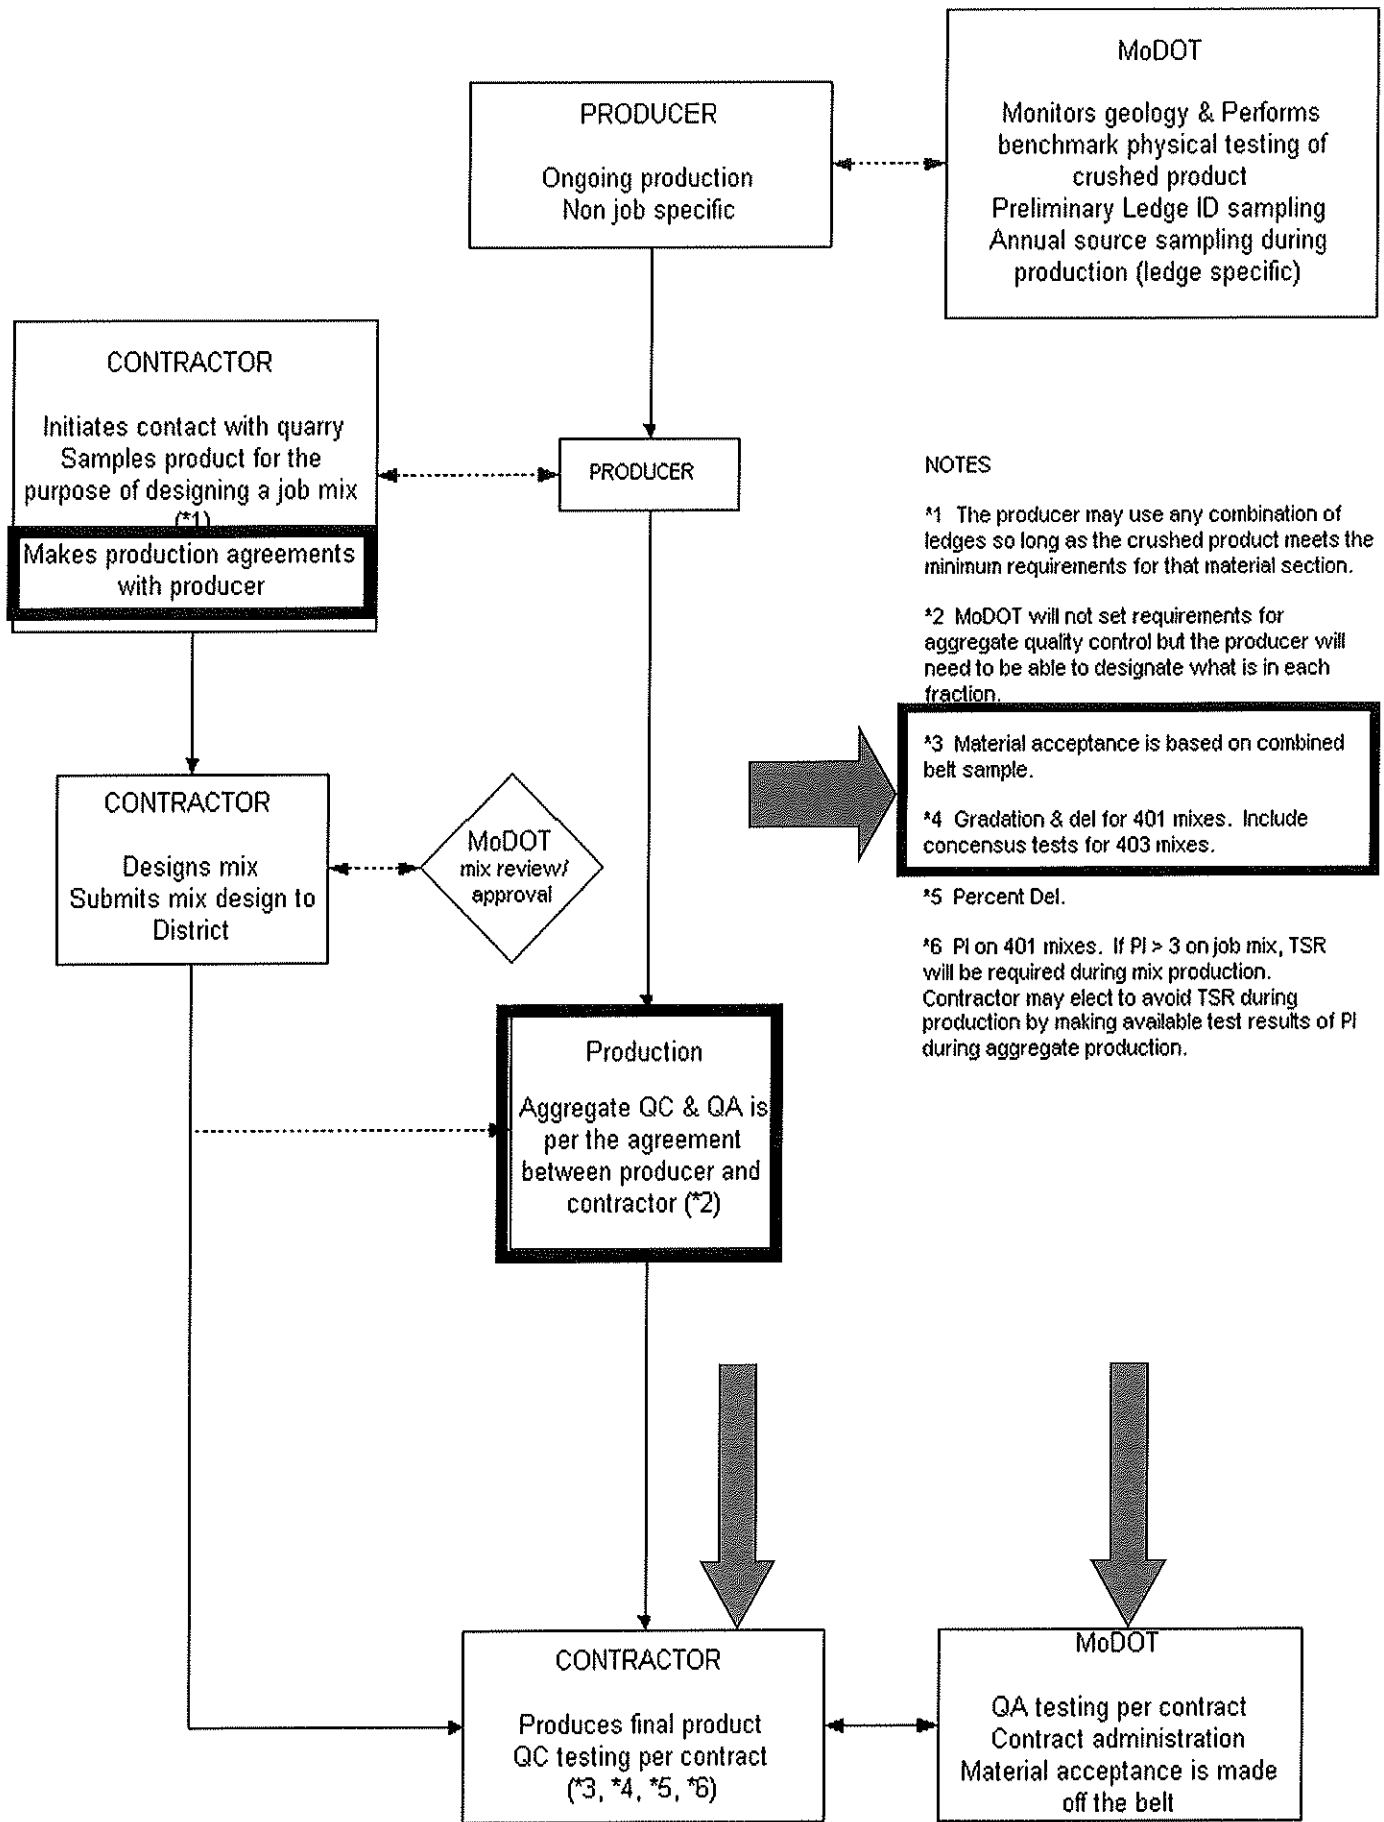 MoDOT
Monitors geology & Performs
benchmark physical testing of
crushed product
Preliminary Ledge ID sampling
Annual source sampling during
production (ledge specific)
PRODUCER
Ongoing production
Non job specific
CONTRACTOR
Initiates contact with quarry
Samples product for the
purpose of designing a job mix
(*1)
Makes production agreements
with producer
PRODUCER
NOTES
*1 The producer may use any combination of
ledges so long as the crushed product meets the
minimum requirements for that material section.
*2 MoDOT will not set requirements for
aggregate quality control but the producer will
need to be able to designate what is in each
fraction.
*3 Material acceptance is based on combined
belt sample.
*4 Gradation & del for 401 mixes. Include
concensus tests for 403 mixes.
*5 Percent Del.
*6 PI on 401 mixes. If PI > 3 on job mix, TSR
will be required during mix production.
Contractor may elect to avoid TSR during
production by making available test results of PI
during aggregate production.
CONTRACTOR
Designs mix
Submits mix design to
District
MoDOT
mix review/
approval
Production
Aggregate QC & QA is
per the agreement
between producer and
contractor (*2)
CONTRACTOR
Produces final product
QC testing per contract
(*3, *4, *5, *6)
MoDOT
QA testing per contract
Contract administration
Material acceptance is made
off the belt